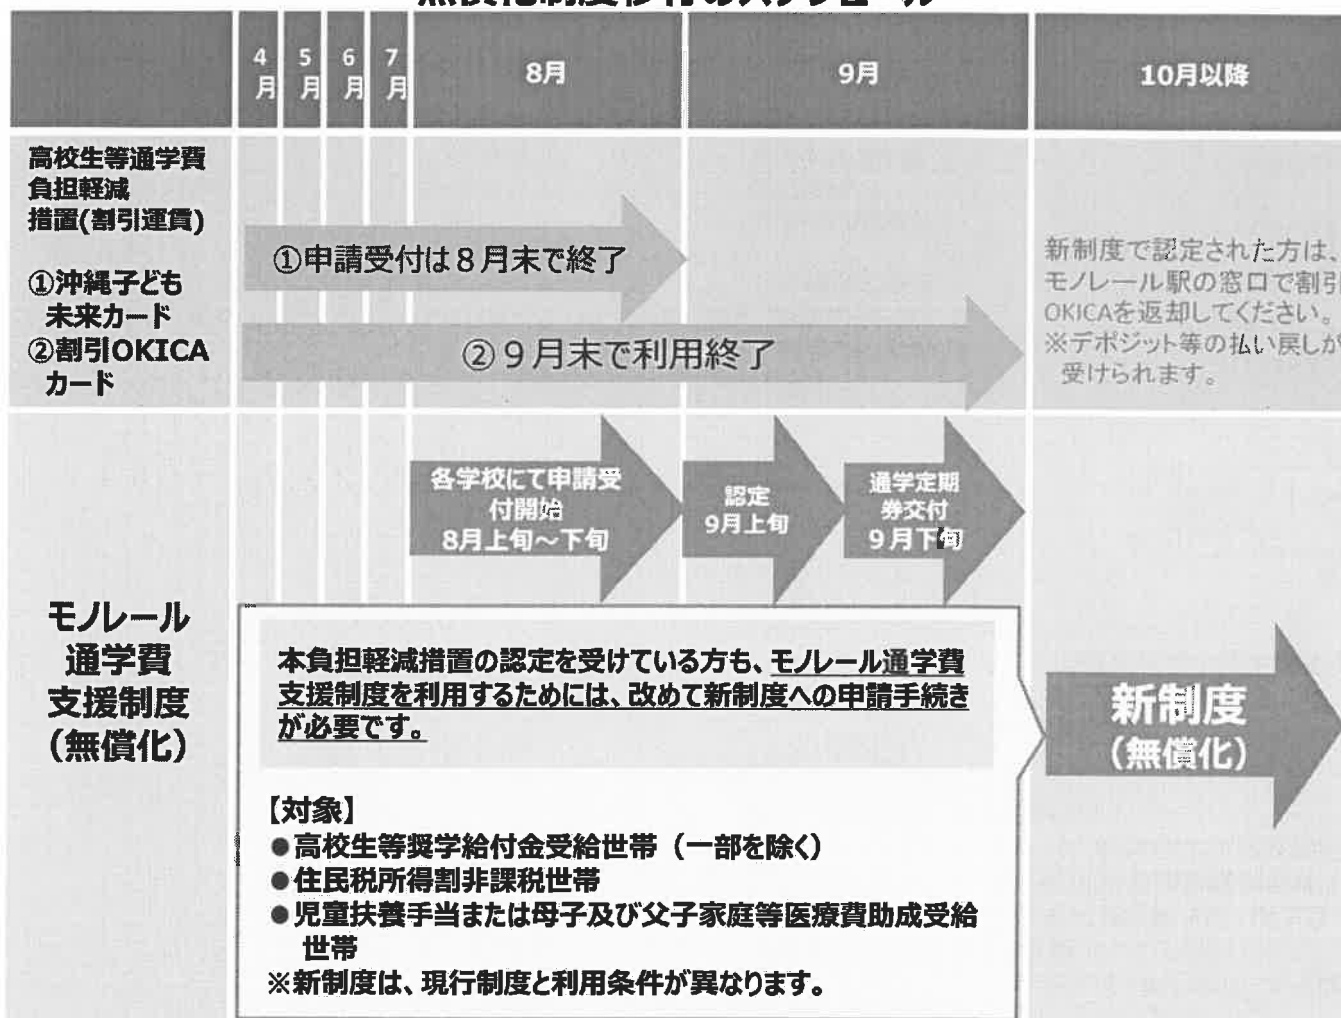 無償化制度移行のスケジュール
4月
5月
6月
7月
8月
9月
10月以降
高校生等通学費
負担軽減
措置(割引運賃)
①沖縄子ども
未来カード
②割引OKICA
カード
①申請受付は8月末で終了
②9月末で利用終了
新制度で認定された方は、
モノレール駅の窓口で割引
OKICAを返却してください。
※デポジット等の払い戻しが
受けられます。
モノレール
通学費
支援制度
(無償化)
各学校にて申請受
付開始
8月上旬～下旬
認定
9月上旬
通学定期
券交付
9月下旬
本負担軽減措置の認定を受けている方も、モノレール通学費
支援制度を利用するためには、改めて新制度への申請手続き
が必要です。
【対象】
●高校生等奨学給付金受給世帯（一部を除く）
●住民税所得割非課税世帯
●児童扶養手当または母子及び父子家庭等医療費助成受給
世帯
※新制度は、現行制度と利用条件が異なります。
新制度
(無償化)